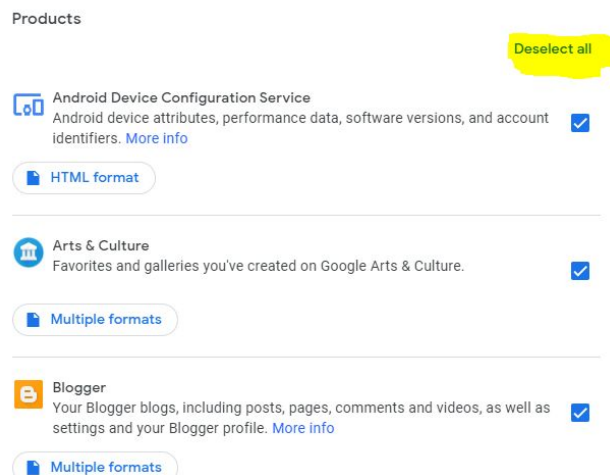 Products
Deselect all
Android Device Configuration Service
Android device attributes, performance data, software versions, and account
identifiers. More info
HTML format
Arts & Culture
Favorites and galleries you've created on Google Arts & Culture.
Multiple formats
Blogger
Your Blogger blogs, including posts, pages, comments and videos, as well as
settings and your Blogger profile. More info
Multiple formats